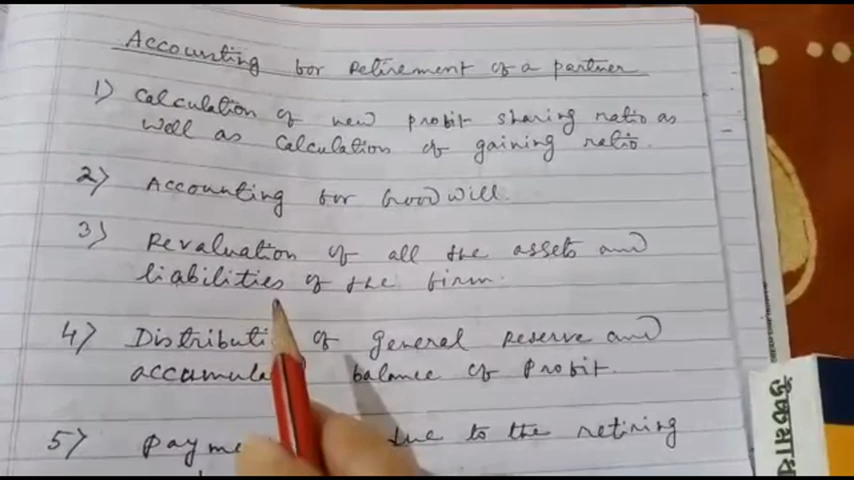 Accounting for Retirement of a partner
1) Calculation of new profit sharing ratio as
well as calculation of gaining ratio.
2) Accounting for Goodwill.
3) Revaluation of all the assets and
liabilities of the firm.
4) Distributi of general Reserve and
accumula balance of Profit.
5) payme due to the retiring